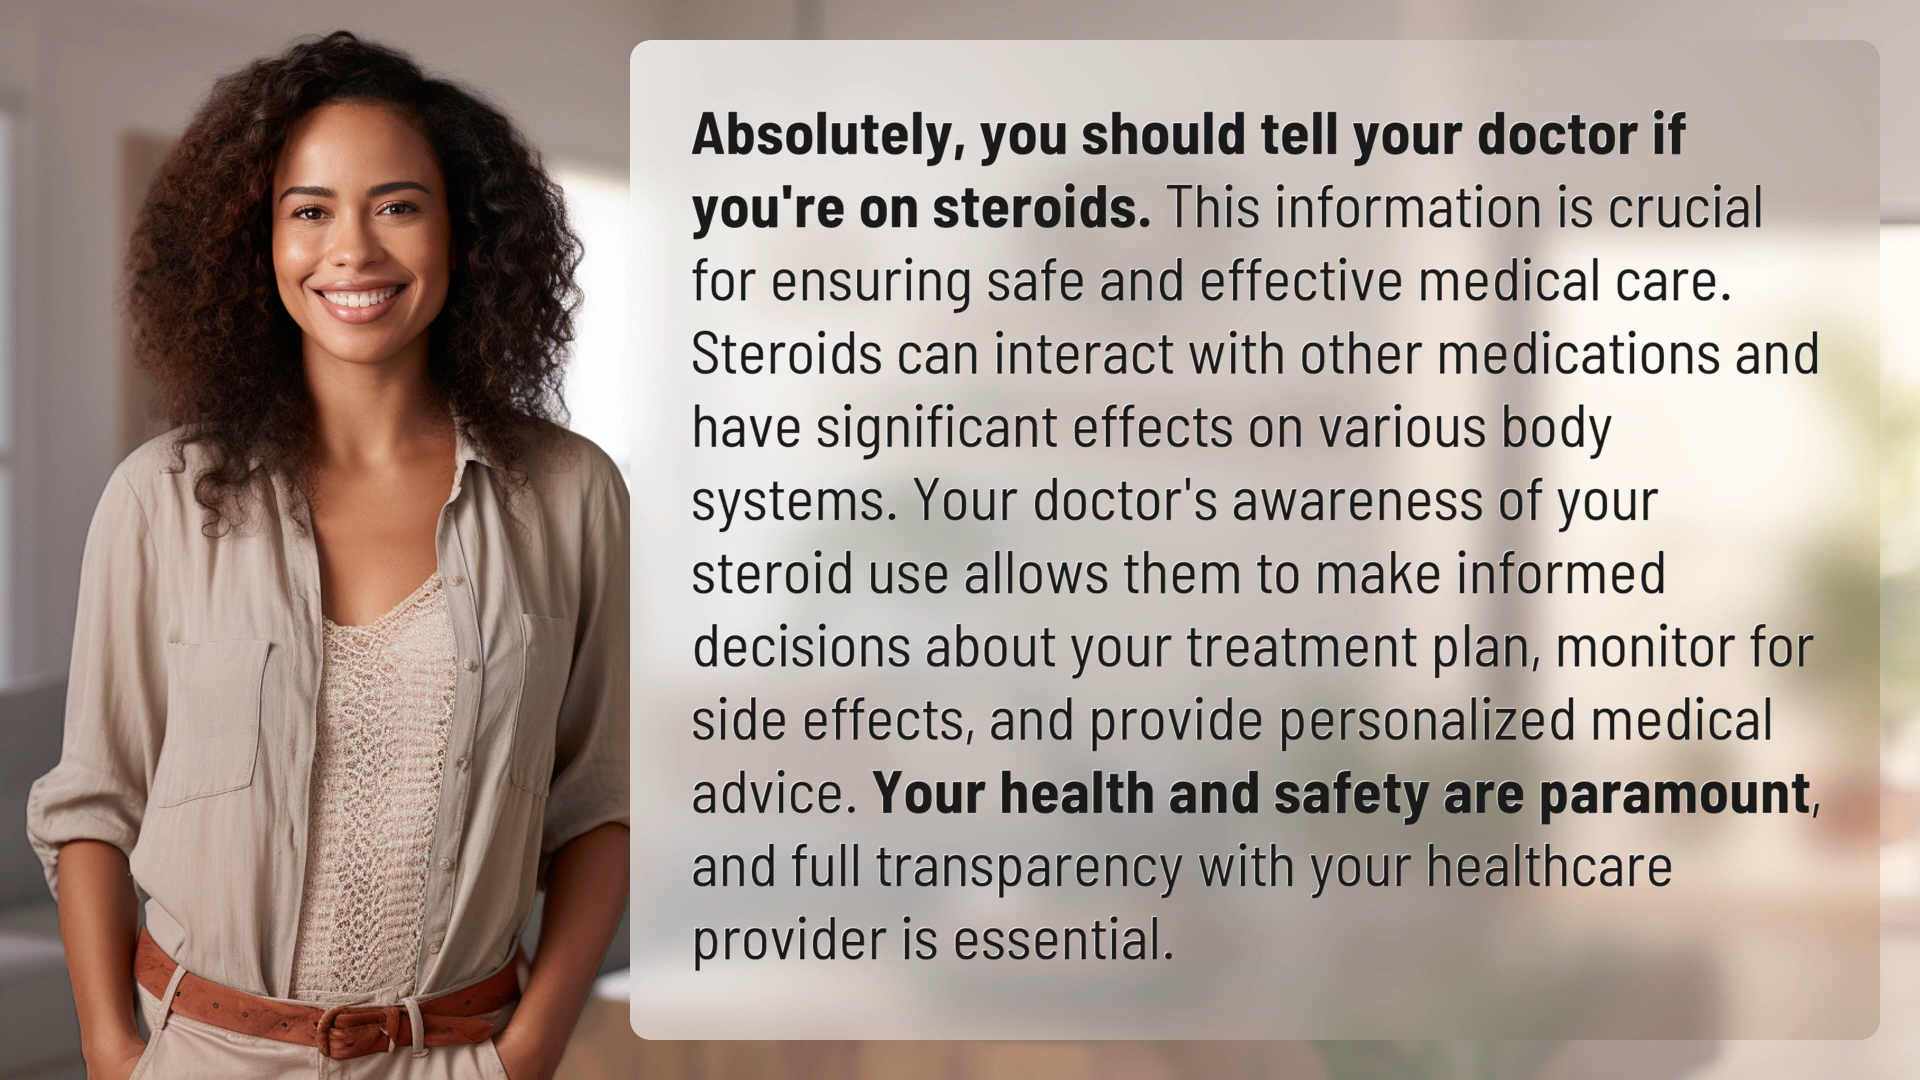 Absolutely, you should tell your doctor if
you're on steroids. This information is crucial
for ensuring safe and effective medical care.
Steroids can interact with other medications and
have significant effects on various body
systems. Your doctor's awareness of your
steroid use allows them to make informed
decisions about your treatment plan, monitor for
side effects, and provide personalized medical
advice. Your health and safety are paramount,
and full transparency with your healthcare
provider is essential.